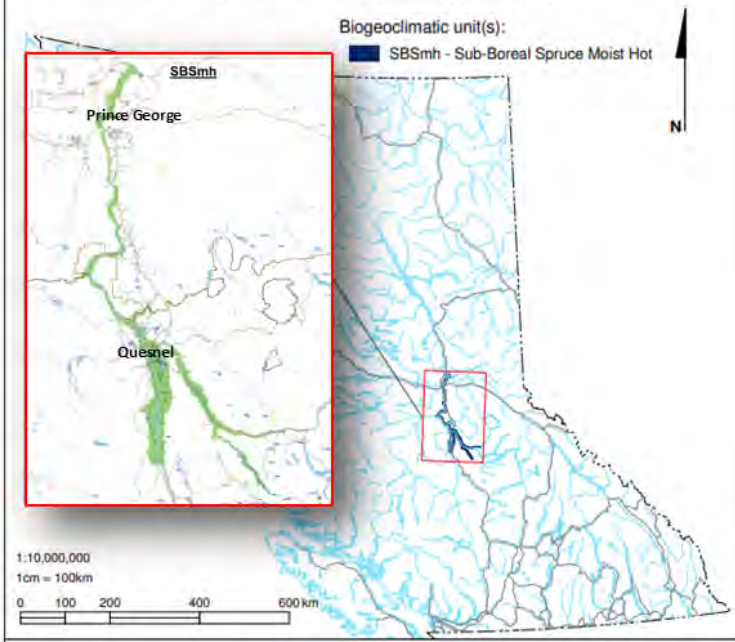 Biogeoclimatic unit(s):
SBSmh - Sub-Boreal Spruce Moist Hot
N
SBSmh
Prince George
Quesnel
1:10,000,000
1cm = 100km
0 100 200 400 600 km